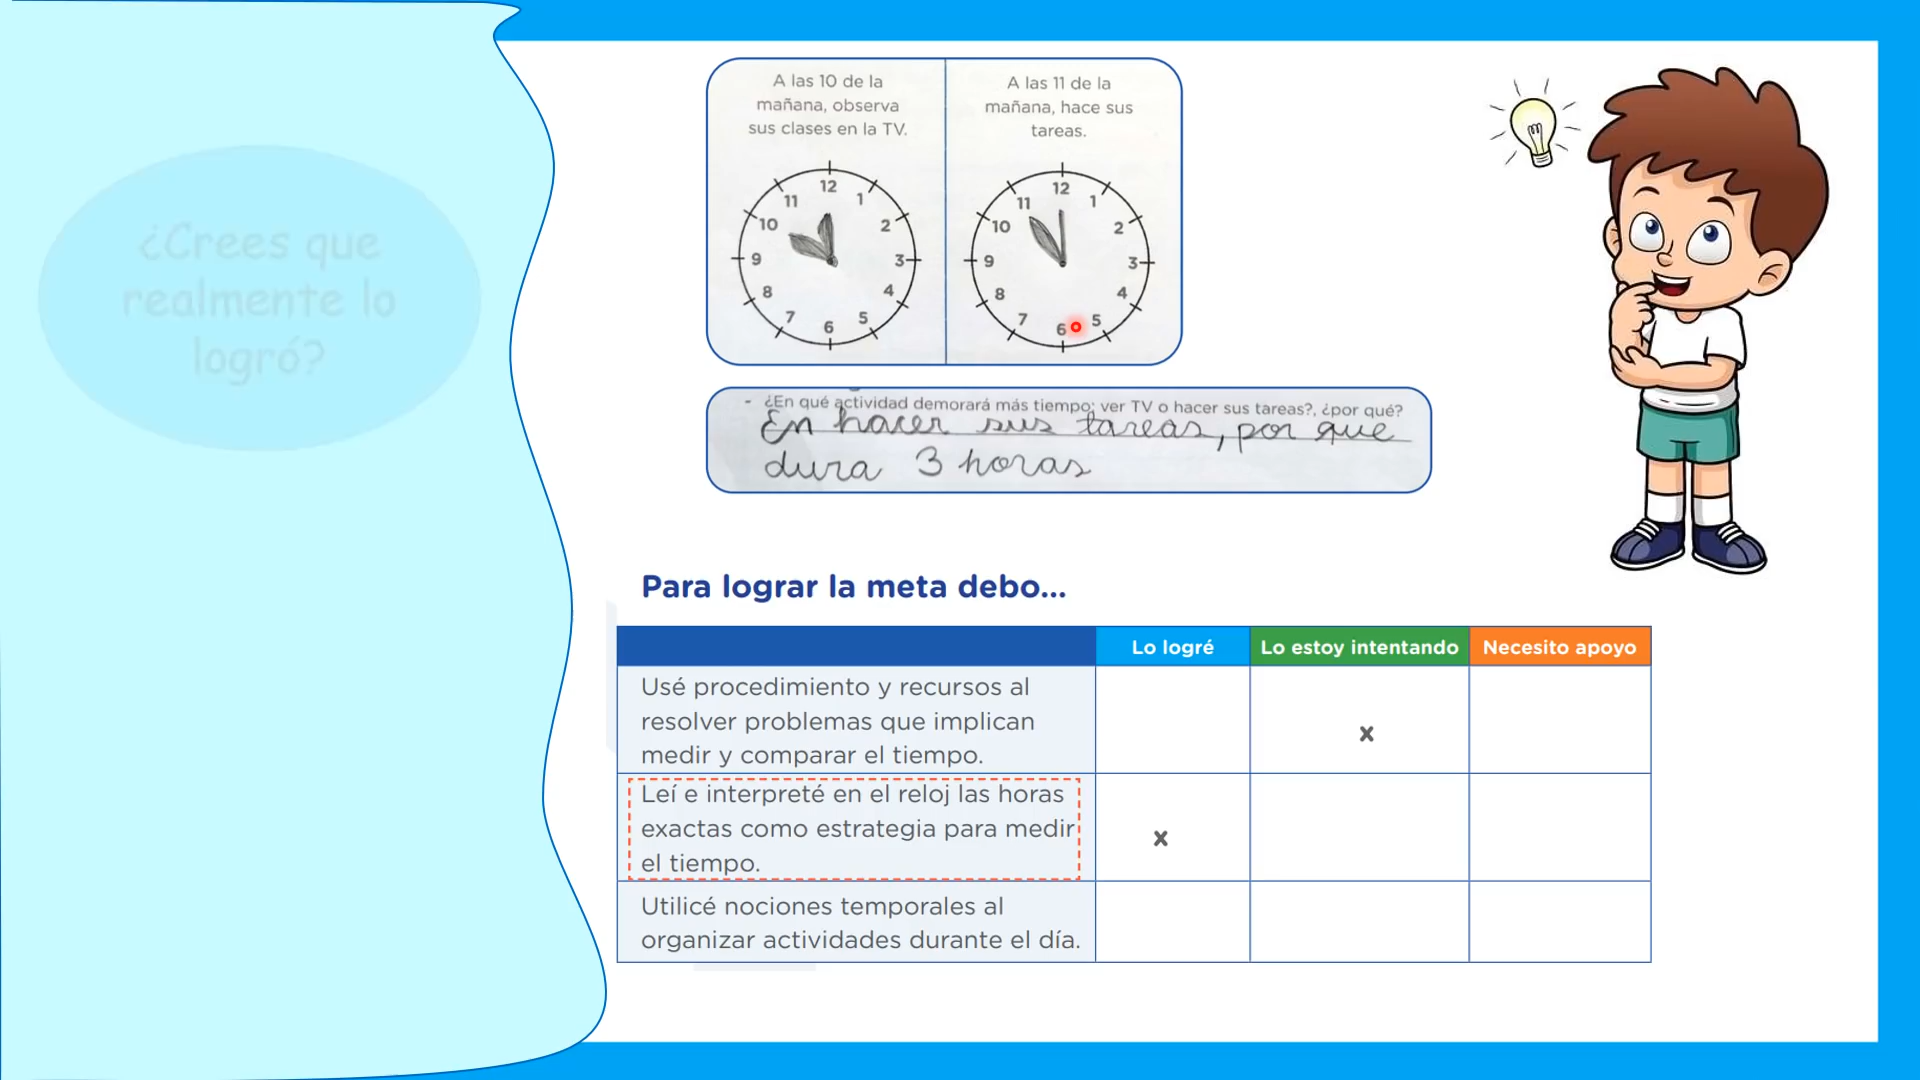 ¿Crees que
realmente lo
logró?
A las 10 de la
mañana, observa
sus clases en la TV.
12
1
2
3
4
5
6
7
8
9
10
11
A las 11 de la
mañana, hace sus
tareas.
12
1
2
3
4
5
6
7
8
9
10
11
- ¿En qué actividad demorará más tiempo: ver TV o hacer sus tareas?, ¿por qué?
En hacer sus tareas, por que
dura 3 horas
Para lograr la meta debo...
Lo logré Lo estoy intentando Necesito apoyo
Usé procedimiento y recursos al
resolver problemas que implican
medir y comparar el tiempo.
x
Leí e interpreté en el reloj las horas
exactas como estrategia para medir
el tiempo.
x
Utilicé nociones temporales al
organizar actividades durante el día.